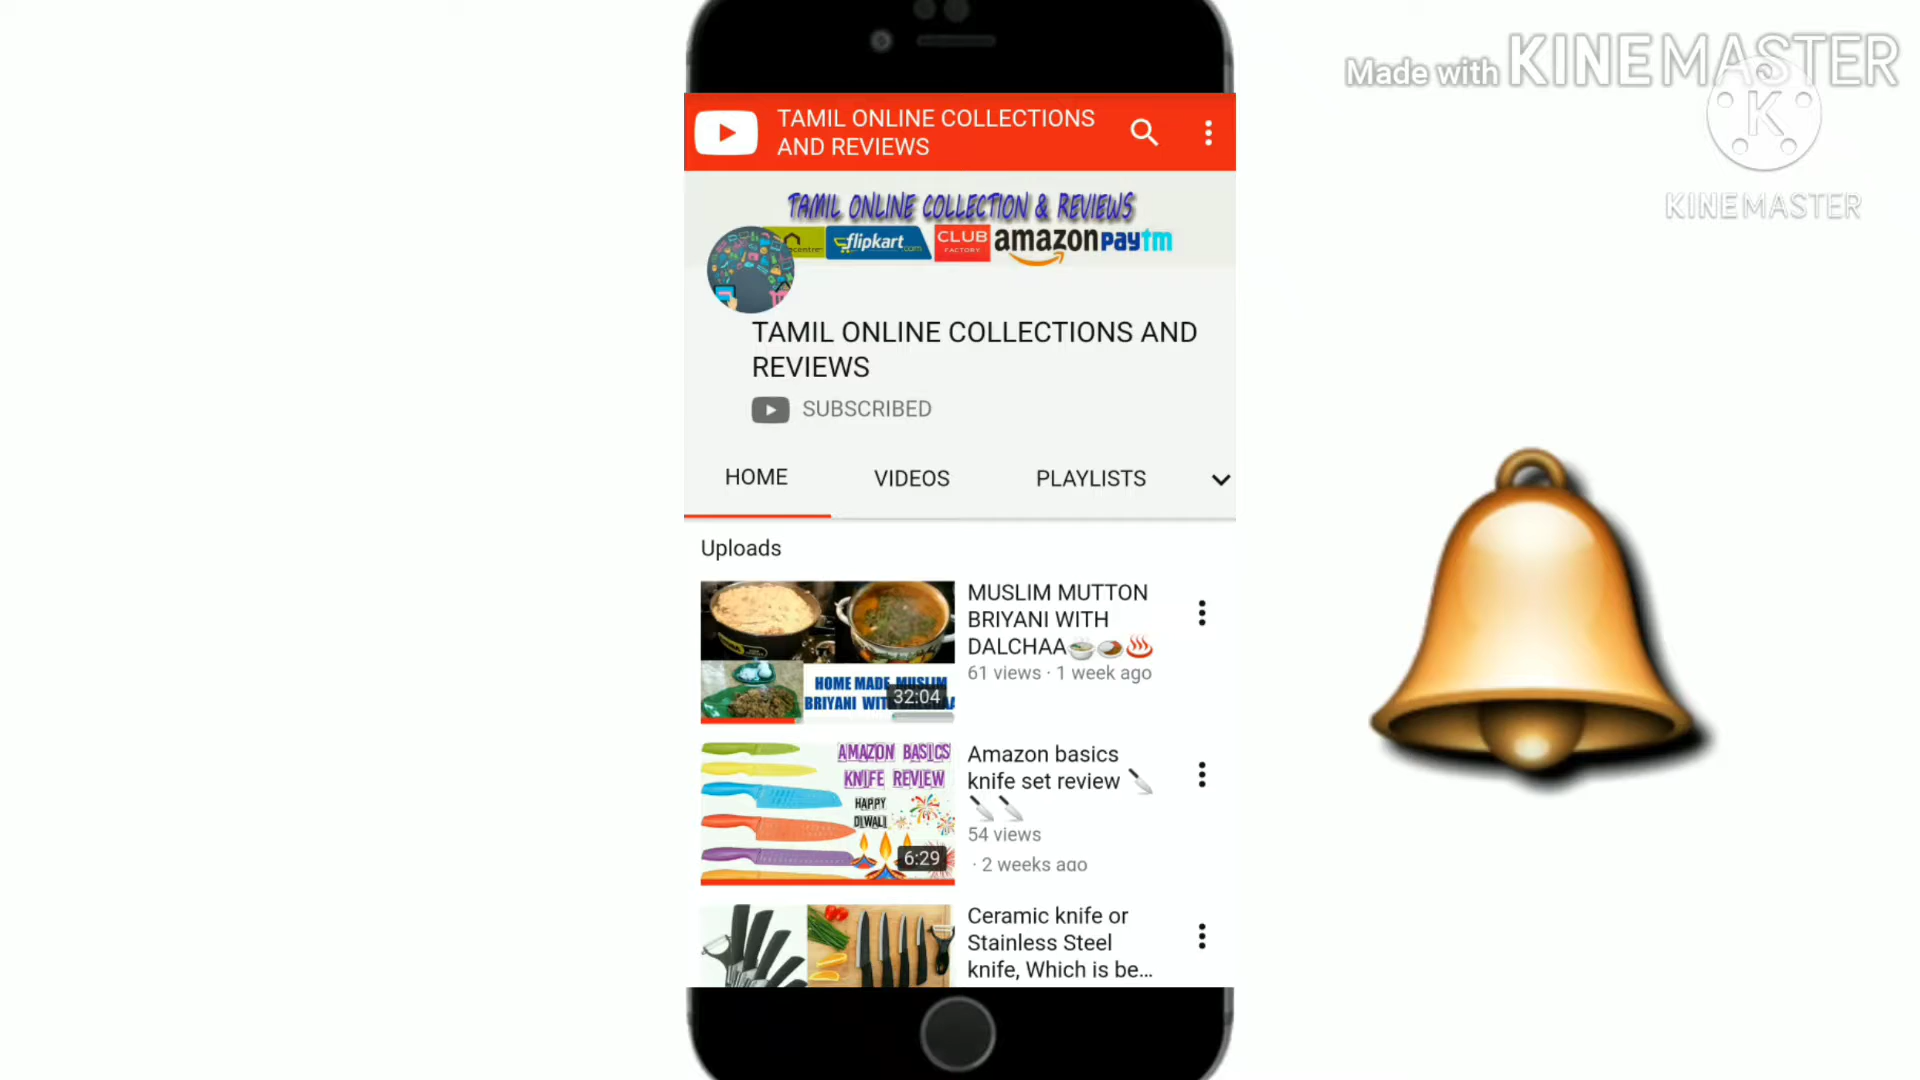 Made with KINEMASTER
K
KINEMASTER
TAMIL ONLINE COLLECTIONS
AND REVIEWS
TAMIL ONLINE COLLECTION & REVIEWS
flipkart.com
CLUB
FACTORY
amazon
paytm
TAMIL ONLINE COLLECTIONS AND
REVIEWS
SUBSCRIBED
HOME VIDEOS PLAYLISTS
Uploads
MUSLIM MUTTON
BRIYANI WITH
DALCHAA🍲🍛♨️
61 views · 1 week ago
HOME MADE MUSLIM
BRIYANI
32:04
Amazon basics
knife set review 🔪
🔪🔪
54 views
· 2 weeks ago
AMAZON BASICS
KNIFE REVIEW
HAPPY
DIWALI
6:29
Ceramic knife or
Stainless Steel
knife, Which is be...